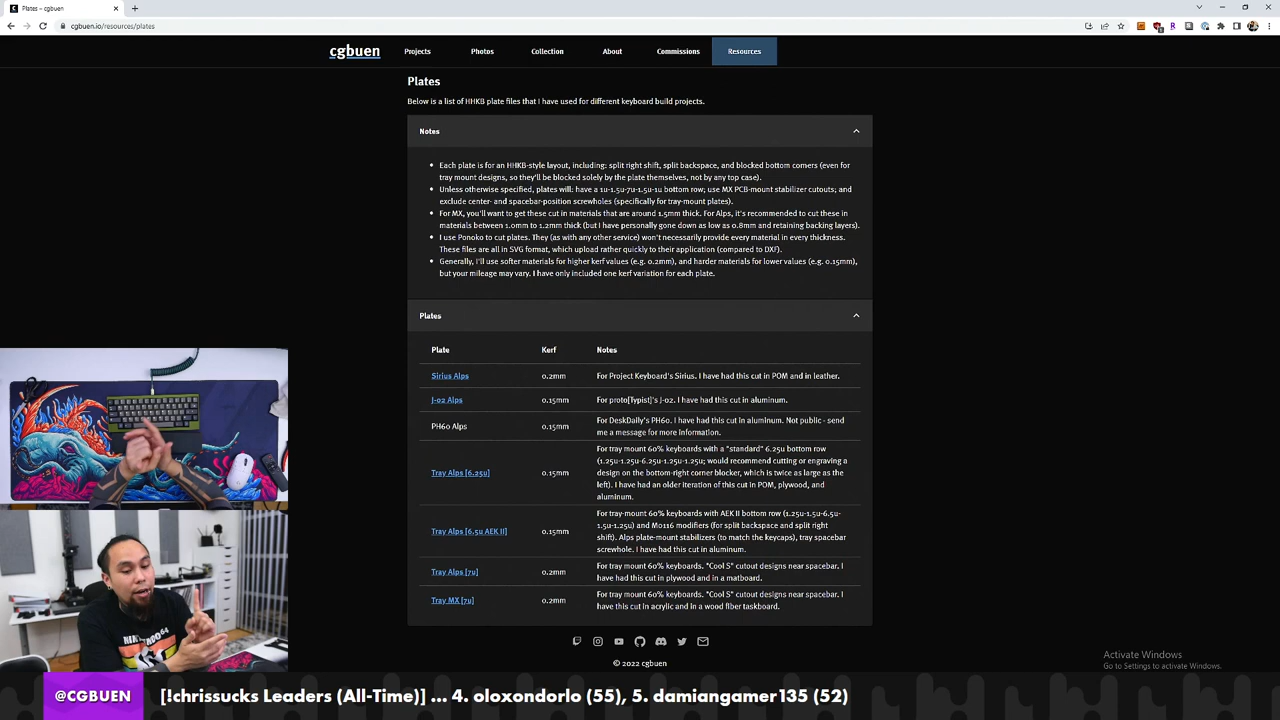 Plates – cgbuen
cgbuen.io/resources/plates
cgbuen Projects Photos Collection About Commissions Resources
Plates
Below is a list of HHKB plate files that I have used for different keyboard build projects.
Notes
Each plate is for an HHKB-style layout, including: split right shift, split backspace, and blocked bottom corners (even for
tray mount designs, so they'll be blocked solely by the plate themselves, not by any top case).
Unless otherwise specified, plates will: have a 1u-1.5u-7u-1.5u-1u bottom row; use MX PCB-mount stabilizer cutouts; and
exclude center- and spacebar-position screwholes (specifically for tray-mount plates).
For MX, you'll want to get these cut in materials that are around 1.5mm thick. For Alps, it's recommended to cut these in
materials between 1.0mm to 1.2mm thick (but I have personally gone down as low as 0.8mm and retaining backing layers).
I use Ponoko to cut plates. They (as with any other service) won't necessarily provide every material in every thickness.
These files are all in SVG format, which upload rather quickly to their application (compared to DXF).
Generally, I'll use softer materials for higher kerf values (e.g. 0.2mm), and harder materials for lower values (e.g. 0.15mm),
but your mileage may vary. I have only included one kerf variation for each plate.
Plates
Plate Kerf Notes
Sirius Alps 0.2mm For Project Keyboard's Sirius. I have had this cut in POM and in leather.
J-02 Alps 0.15mm For proto[Typist]'s J-02. I have had this cut in aluminum.
PH60 Alps 0.15mm For DeskDaily's PH60. I have had this cut in aluminum. Not public - send
me a message for more information.
Tray Alps [6.25u] 0.15mm For tray mount 60% keyboards with a "standard" 6.25u bottom row
(1.25u-1.25u-6.25u-1.25u-1.25u; would recommend cutting or engraving a
design on the bottom-right corner blocker, which is twice as large as the
left). I have had an older iteration of this cut in POM, plywood, and
aluminum.
Tray Alps [6.5u AEK II] 0.15mm For tray-mount 60% keyboards with AEK II bottom row (1.25u-1.5u-6.5u-
1.5u-1.25u) and M0116 modifiers (for split backspace and split right
shift). Alps plate-mount stabilizers (to match the keycaps), tray spacebar
screwhole. I have had this cut in aluminum.
Tray Alps [7u] 0.2mm For tray mount 60% keyboards. "Cool S" cutout designs near spacebar. I
have had this cut in plywood and in a matboard.
Tray MX [7u] 0.2mm For tray mount 60% keyboards. "Cool S" cutout designs near spacebar. I
have this cut in acrylic and in a wood fiber taskboard.
© 2022 cgbuen
Activate Windows
Go to Settings to activate Windows.
@CGBUEN [!chrissucks Leaders (All-Time)] ... 4. oloxondorlo (55), 5. damiangamer135 (52)